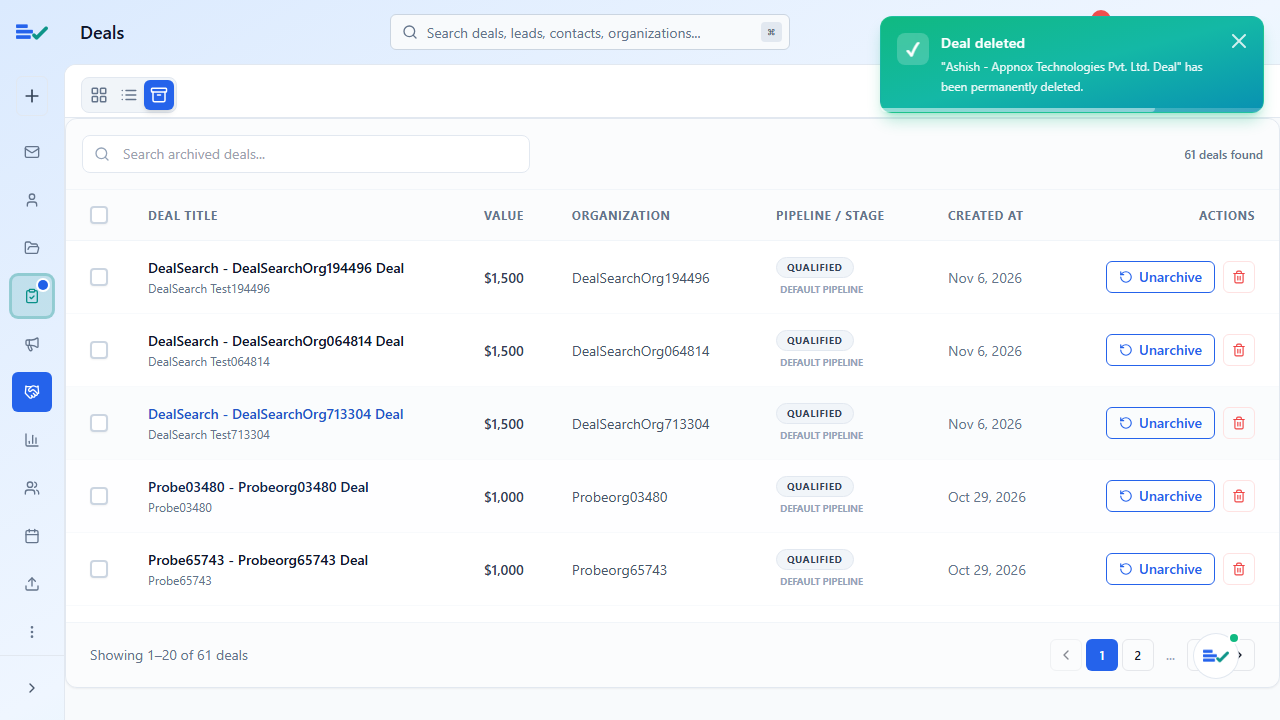 Deals
Search deals, leads, contacts, organizations...
⌘
Deal deleted
"Ashish - Appnox Technologies Pvt. Ltd. Deal" has
been permanently deleted.
Search archived deals...
61 deals found
DEAL TITLE VALUE ORGANIZATION PIPELINE / STAGE CREATED AT ACTIONS
DealSearch - DealSearchOrg194496 Deal
DealSearch Test194496
$1,500
DealSearchOrg194496
QUALIFIED
DEFAULT PIPELINE
Nov 6, 2026
Unarchive
DealSearch - DealSearchOrg064814 Deal
DealSearch Test064814
$1,500
DealSearchOrg064814
QUALIFIED
DEFAULT PIPELINE
Nov 6, 2026
Unarchive
DealSearch - DealSearchOrg713304 Deal
DealSearch Test713304
$1,500
DealSearchOrg713304
QUALIFIED
DEFAULT PIPELINE
Nov 6, 2026
Unarchive
Probe03480 - Probeorg03480 Deal
Probe03480
$1,000
Probeorg03480
QUALIFIED
DEFAULT PIPELINE
Oct 29, 2026
Unarchive
Probe65743 - Probeorg65743 Deal
Probe65743
$1,000
Probeorg65743
QUALIFIED
DEFAULT PIPELINE
Oct 29, 2026
Unarchive
Showing 1–20 of 61 deals
1 2 ...